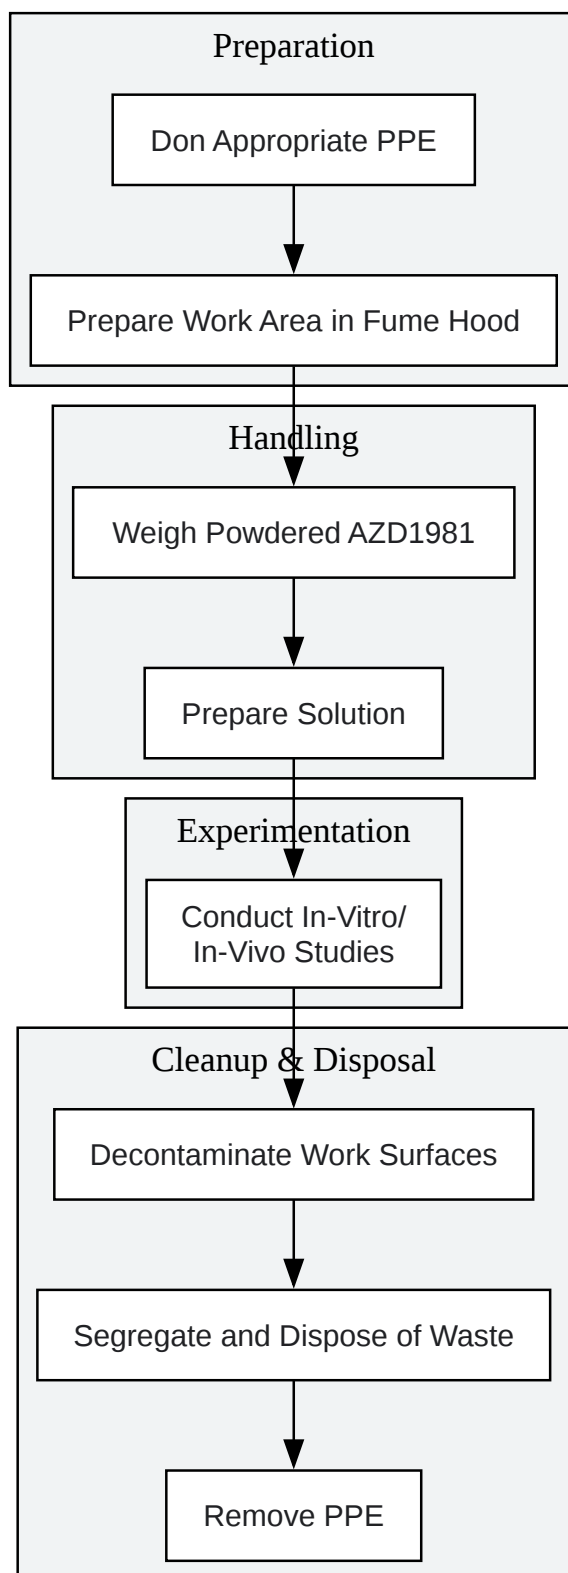 Preparation
Don Appropriate PPE
Prepare Work Area in Fume Hood
Handling
Weigh Powdered AZD1981
Prepare Solution
Experimentation
Conduct In-Vitro/
In-Vivo Studies
Cleanup & Disposal
Decontaminate Work Surfaces
Segregate and Dispose of Waste
Remove PPE